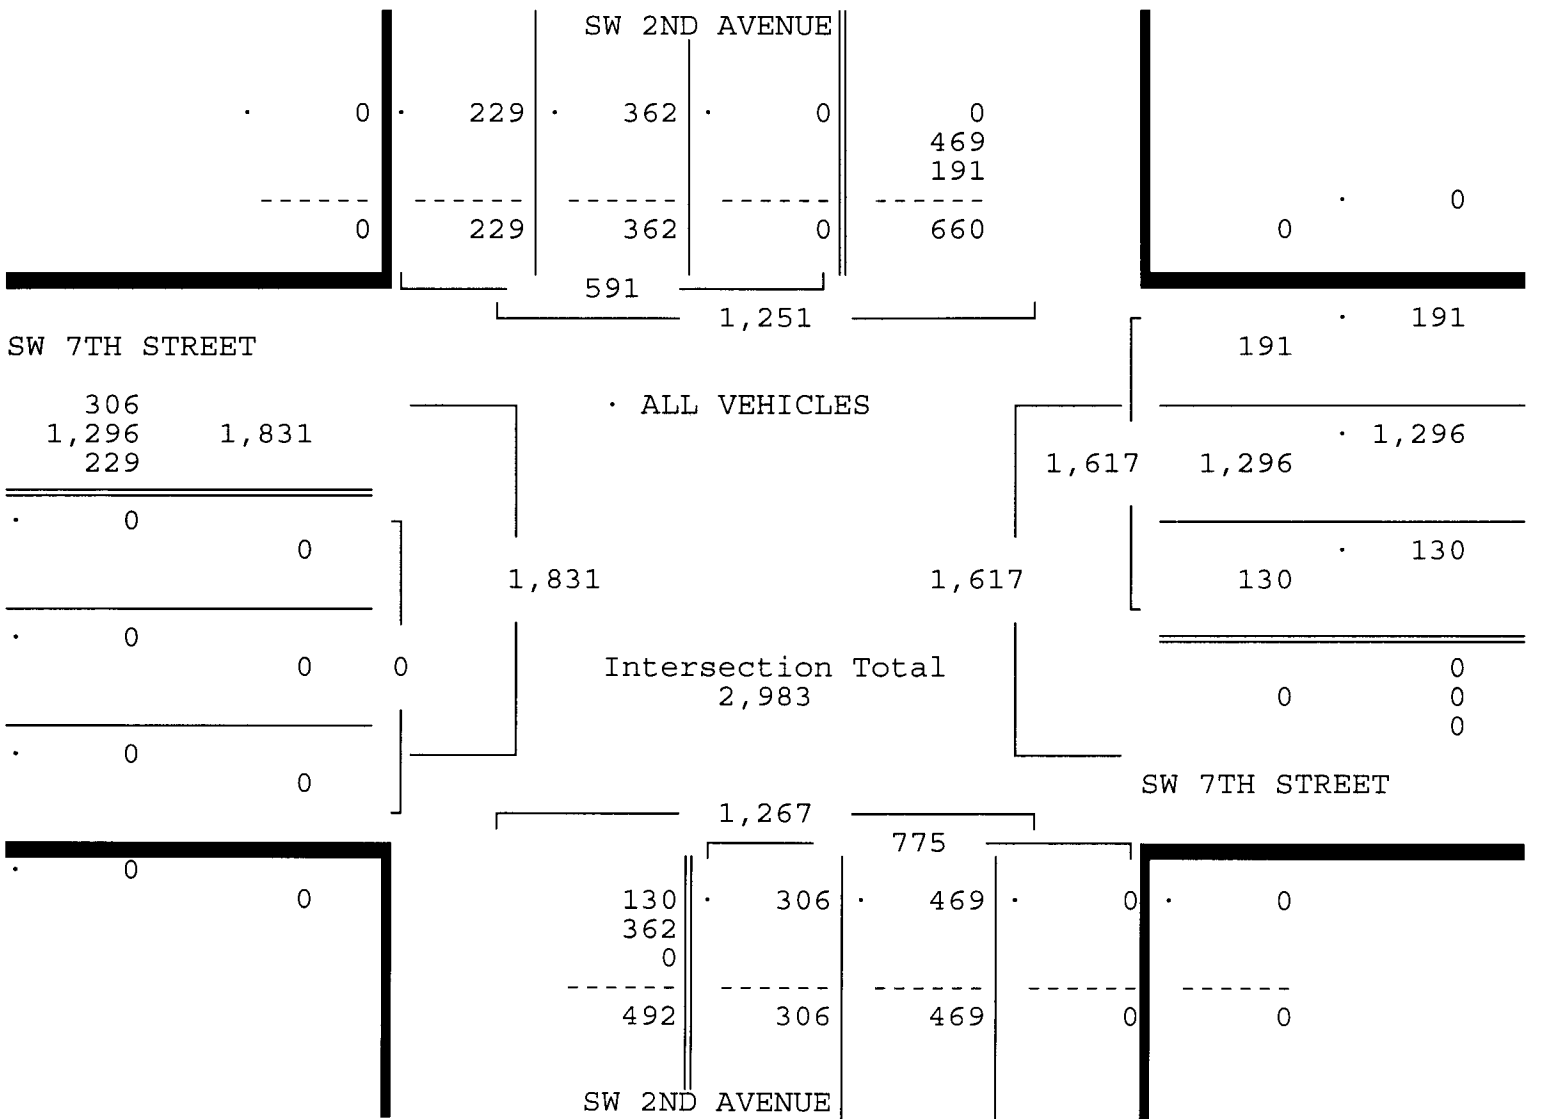 SW 2ND AVENUE
· 0 · 229 · 362 · 0 0
469
191
------ ------ ------ ------ ------ · 0
0 229 362 0 660 0
591
1,251 · 191
SW 7TH STREET 191
306 · ALL VEHICLES
1,296 1,831 · 1,296
229 1,617 1,296
· 0
0 · 130
1,831 1,617 130
· 0
0 0 Intersection Total 0
2,983 0 0
0
· 0
0 SW 7TH STREET
1,267
775
· 0
0 130 · 306 · 469 · 0 · 0
362
0
------ ------ ------ ------ ------
492 306 469 0 0
SW 2ND AVENUE